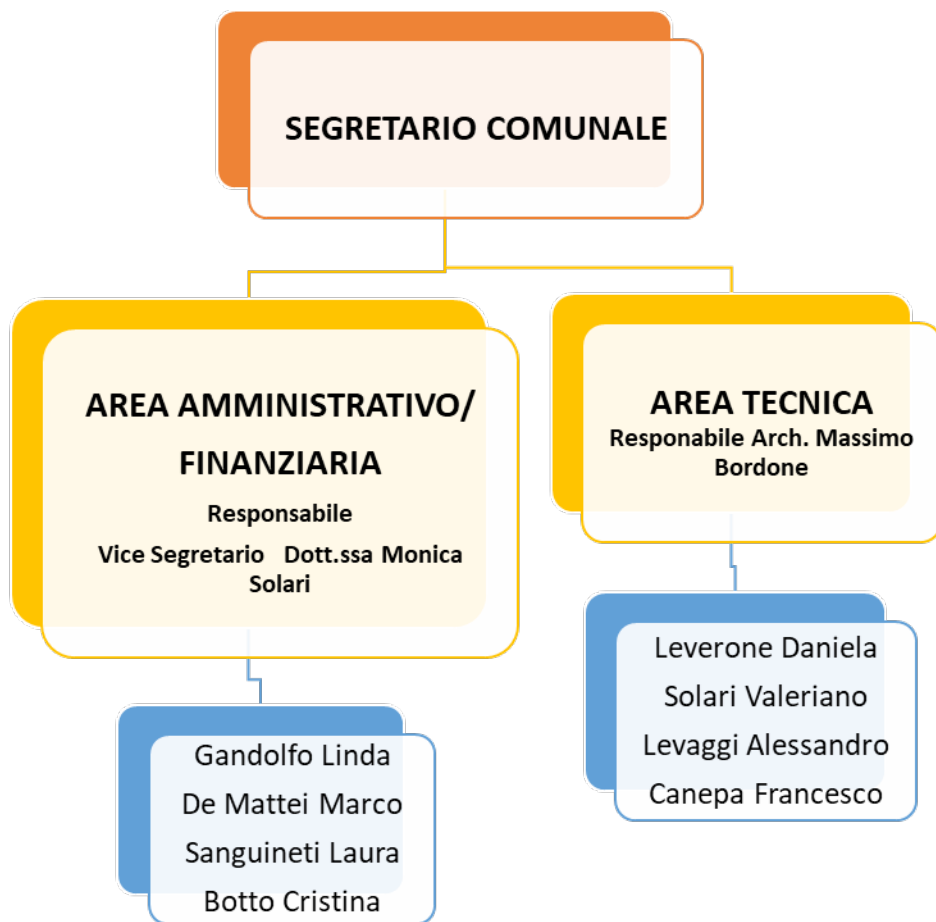 SEGRETARIO COMUNALE
AREA AMMINISTRATIVO/
FINANZIARIA
Responsabile
Vice Segretario Dott.ssa Monica
Solari
AREA TECNICA
Responabile Arch. Massimo
Bordone
Gandolfo Linda
De Mattei Marco
Sanguineti Laura
Botto Cristina
Leverone Daniela
Solari Valeriano
Levaggi Alessandro
Canepa Francesco